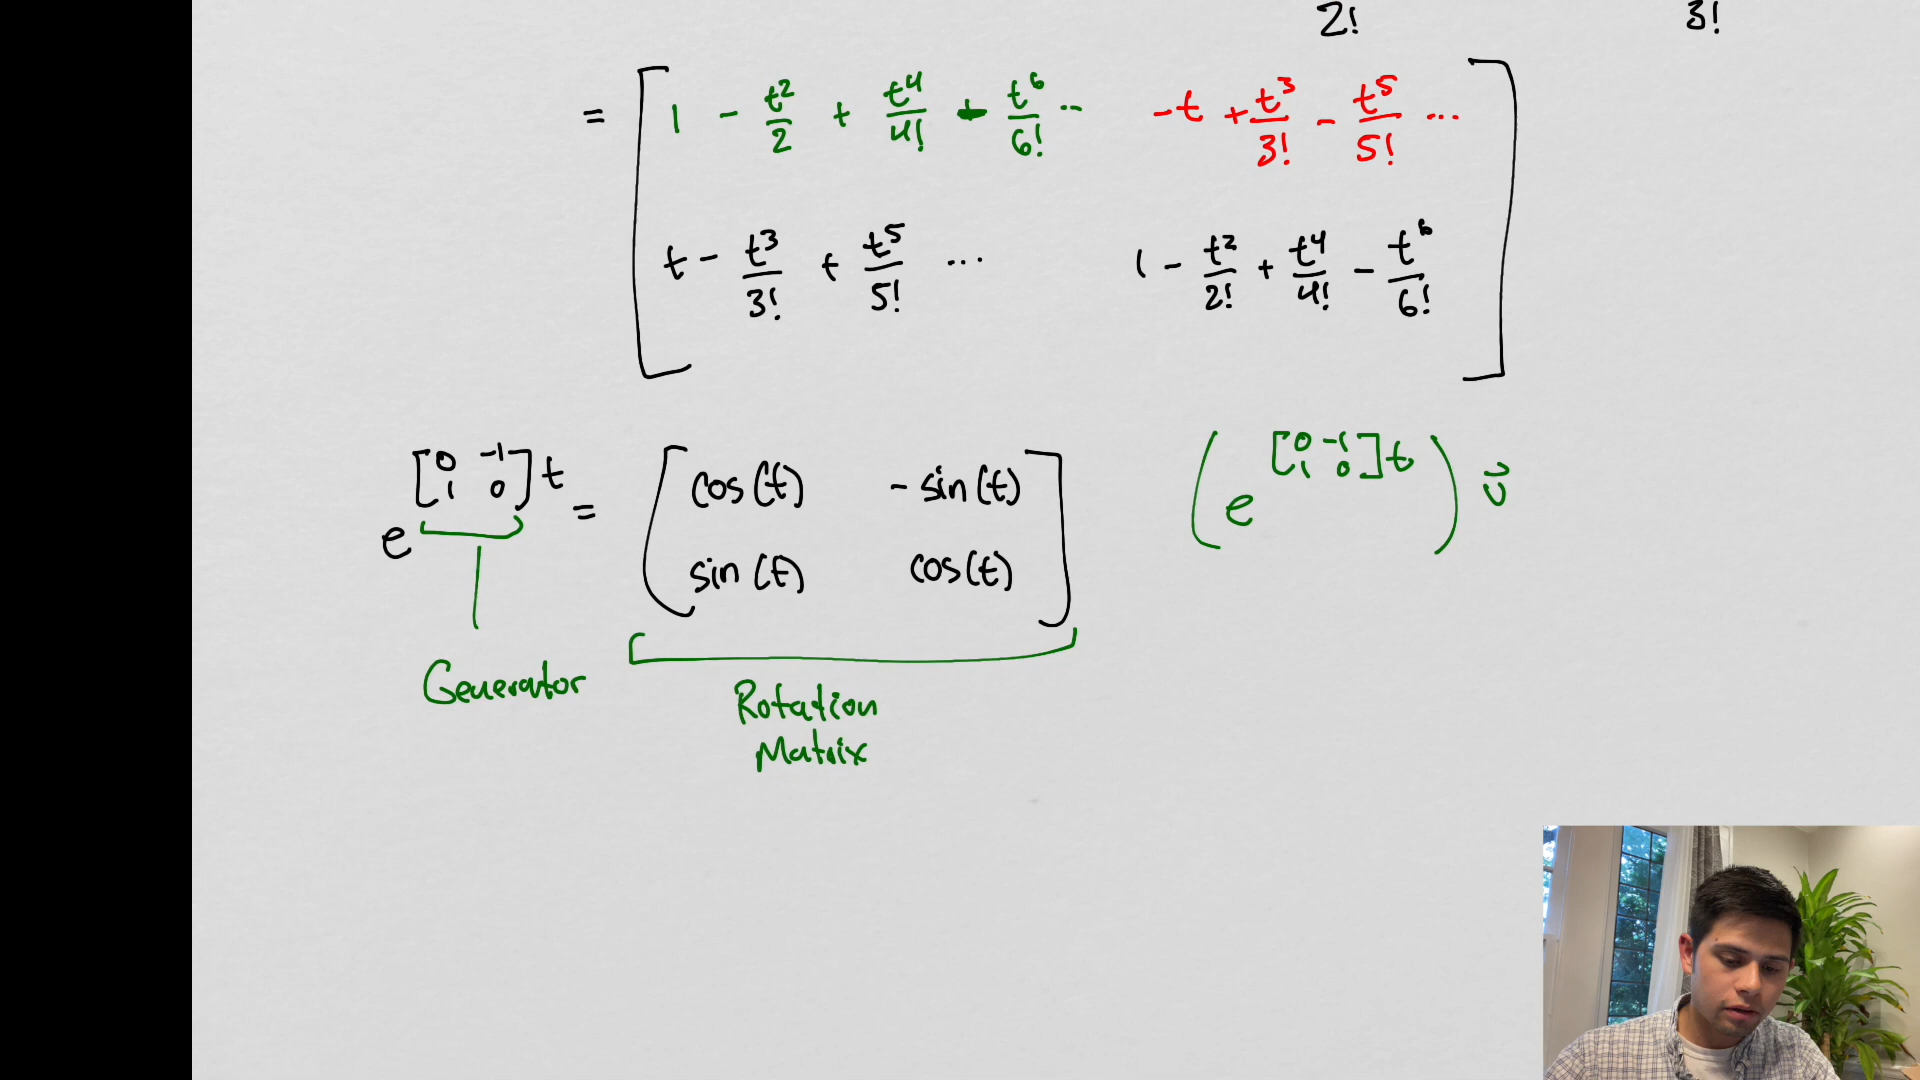 2! 3!
= [ 1 - t²/2 + t⁴/4! - t⁶/6! ·· -t + t³/3! - t⁵/5! ...
t - t³/3! + t⁵/5! ... 1 - t²/2! + t⁴/4! - t⁶/6! ]
e^([0 -1; 1 0]t) = [ cos(t) - sin(t)
sin(t) cos(t) ]
(e^([0 -1; 1 0]t))
Generator
Rotation
Matrix